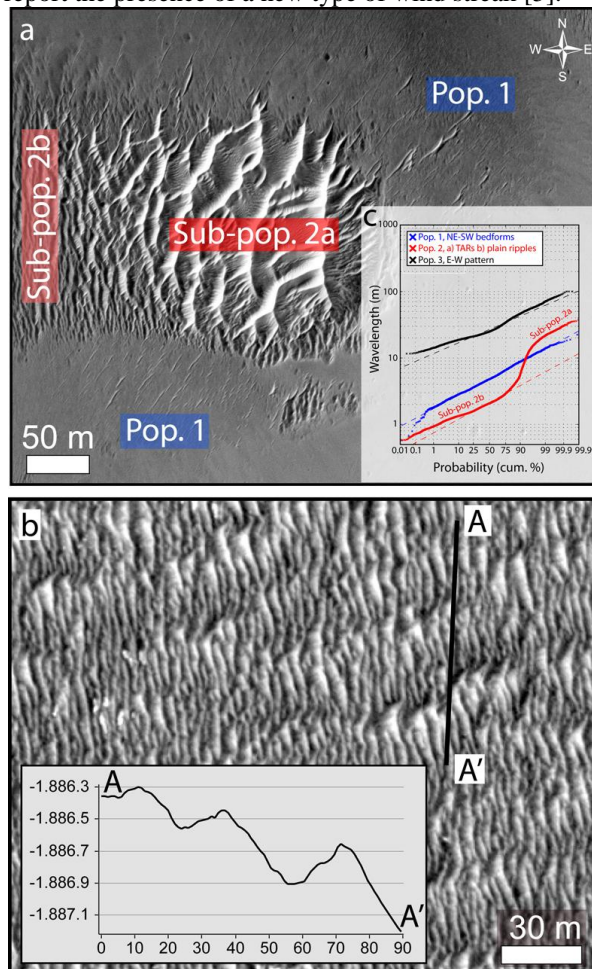 report the presence of a new type of wind streak [3].
a
N
W E
S
Pop. 1
Sub-pop. 2b
Sub-pop. 2a
C
Pop. 1, NE-SW bedforms
Pop. 2, a) TARs b) plain ripples
Pop. 3, E-W pattern
1000
100
10
1
Wavelength (m)
Sub-pop. 2a
Sub-pop. 2b
0.01 0.1 1 10 25 50 75 90 99 99.9 99.99
Probability (cum. %)
Pop. 1
50 m
b
A
A'
A
-1.886.3
-1.886.5
-1.886.7
-1.886.9
-1.887.1
A'
0 10 20 30 40 50 60 70 80 90
30 m